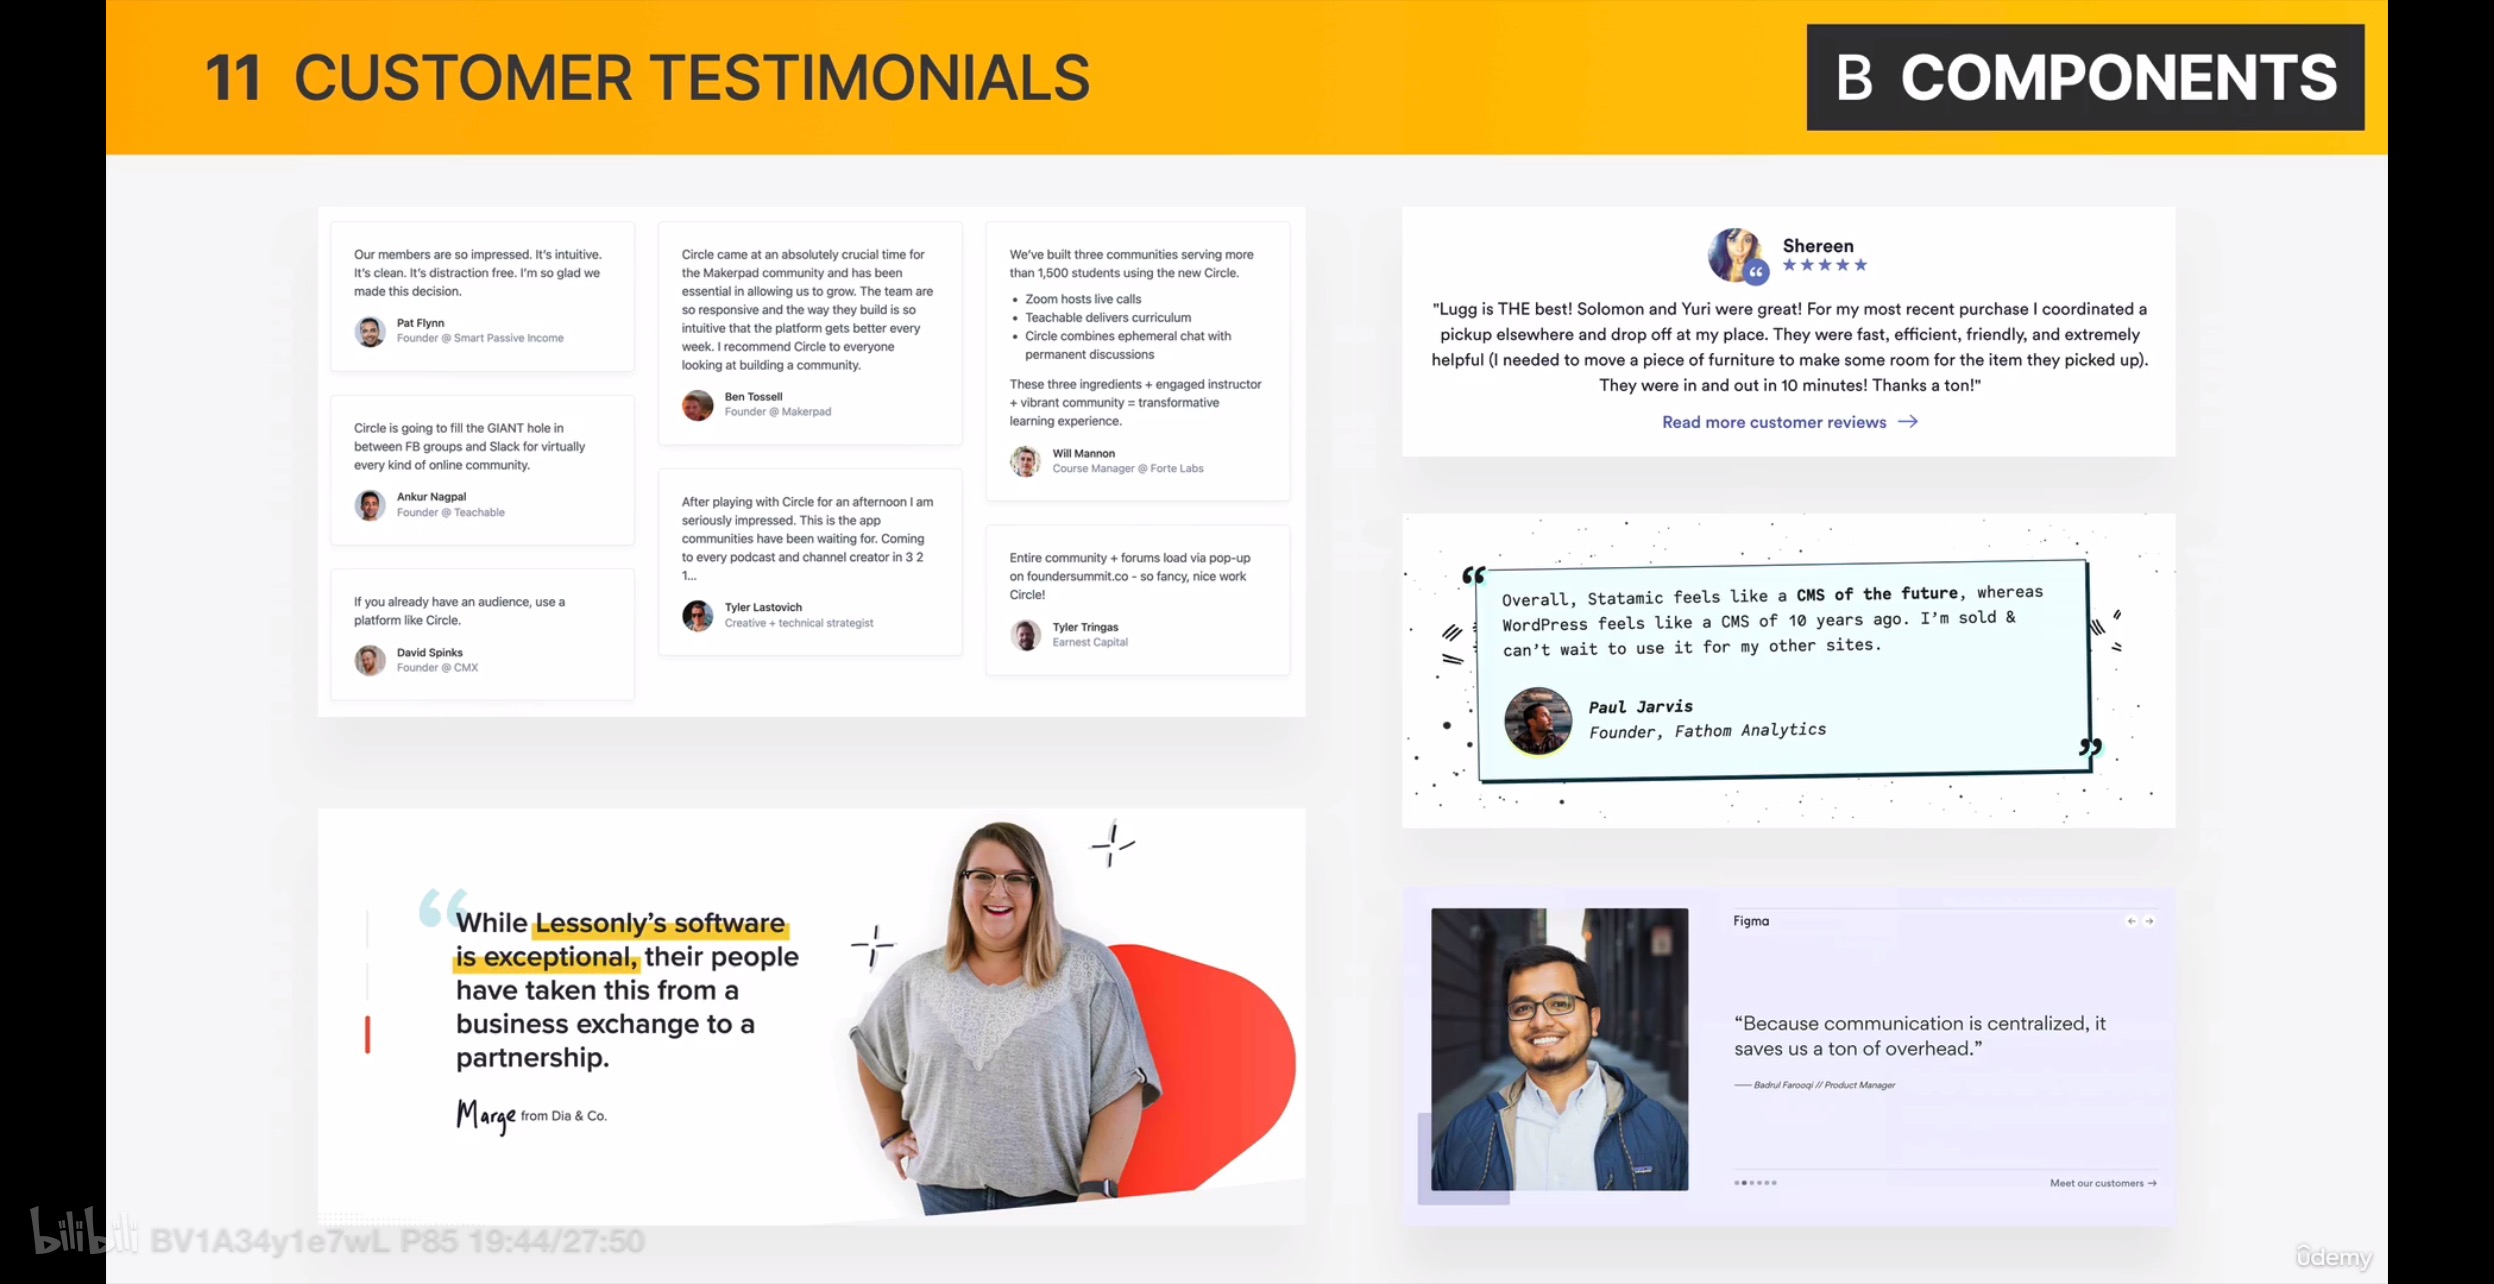 11 CUSTOMER TESTIMONIALS
B COMPONENTS
Our members are so impressed. It's intuitive.
It's clean. It's distraction free. I'm so glad we
made this decision.
Pat Flynn
Founder @ Smart Passive Income
Circle is going to fill the GIANT hole in
between FB groups and Slack for virtually
every kind of online community.
Ankur Nagpal
Founder @ Teachable
If you already have an audience, use a
platform like Circle.
David Spinks
Founder @ CMX
Circle came at an absolutely crucial time for
the Makerpad community and has been
essential in allowing us to grow. The team are
so responsive and the way they build is so
intuitive that the platform gets better every
week. I recommend Circle to everyone
looking at building a community.
Ben Tossell
Founder @ Makerpad
After playing with Circle for an afternoon I am
seriously impressed. This is the app
communities have been waiting for. Coming
to every podcast and channel creator in 3 2
1...
Tyler Lastovich
Creative + technical strategist
We've built three communities serving more
than 1,500 students using the new Circle.
• Zoom hosts live calls
• Teachable delivers curriculum
• Circle combines ephemeral chat with
permanent discussions
These three ingredients + engaged instructor
+ vibrant community = transformative
learning experience.
Will Mannon
Course Manager @ Forte Labs
Entire community + forums load via pop-up
on foundersummit.co - so fancy, nice work
Circle!
Tyler Tringas
Earnest Capital
Shereen
★★★★★
"Lugg is THE best! Solomon and Yuri were great! For my most recent purchase I coordinated a
pickup elsewhere and drop off at my place. They were fast, efficient, friendly, and extremely
helpful (I needed to move a piece of furniture to make some room for the item they picked up).
They were in and out in 10 minutes! Thanks a ton!"
Read more customer reviews →
“
Overall, Statamic feels like a CMS of the future, whereas
WordPress feels like a CMS of 10 years ago. I'm sold &
can't wait to use it for my other sites.
Paul Jarvis
Founder, Fathom Analytics
”
“While Lessonly's software
is exceptional, their people
have taken this from a
business exchange to a
partnership.
Marge from Dia & Co.
Figma
← →
“Because communication is centralized, it
saves us a ton of overhead.”
—— Badrul Farooqi // Product Manager
Meet our customers →
bilibili BV1A34y1e7wL P85 19:44/27:50
ûdemy